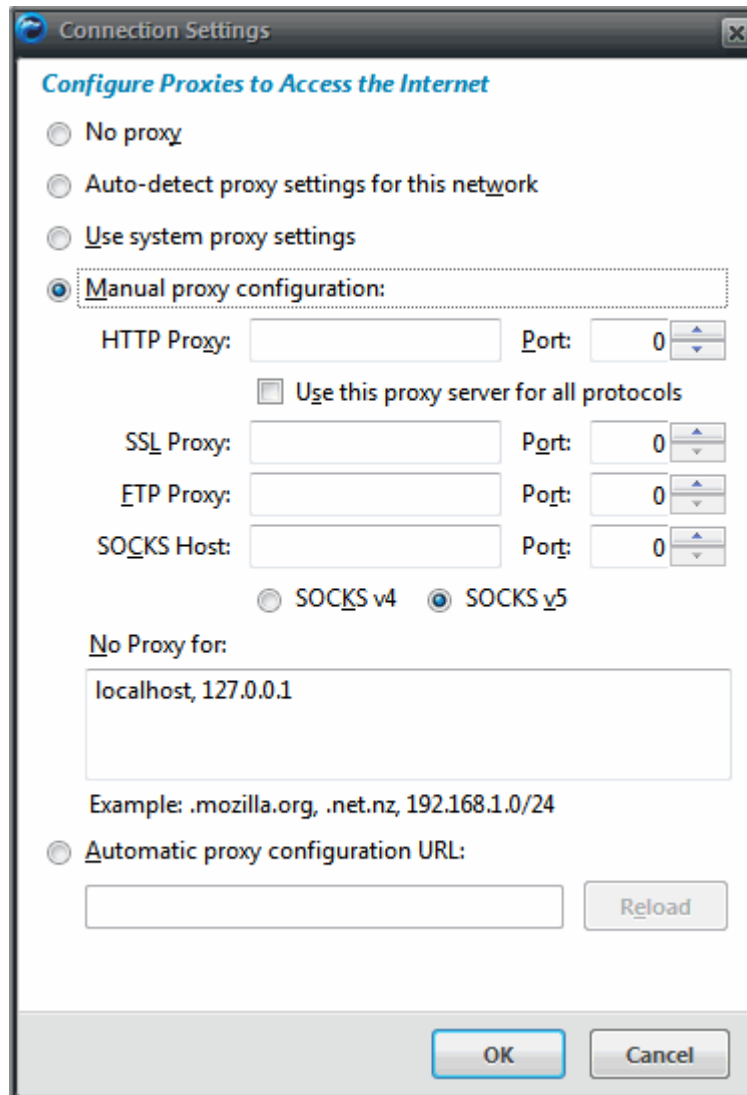 Connection Settings
Configure Proxies to Access the Internet
No proxy
Auto-detect proxy settings for this network
Use system proxy settings
Manual proxy configuration:
HTTP Proxy: Port: 0
Use this proxy server for all protocols
SSL Proxy: Port: 0
FTP Proxy: Port: 0
SOCKS Host: Port: 0
SOCKS v4 SOCKS v5
No Proxy for:
localhost, 127.0.0.1
Example: .mozilla.org, .net.nz, 192.168.1.0/24
Automatic proxy configuration URL:
Reload
OK Cancel